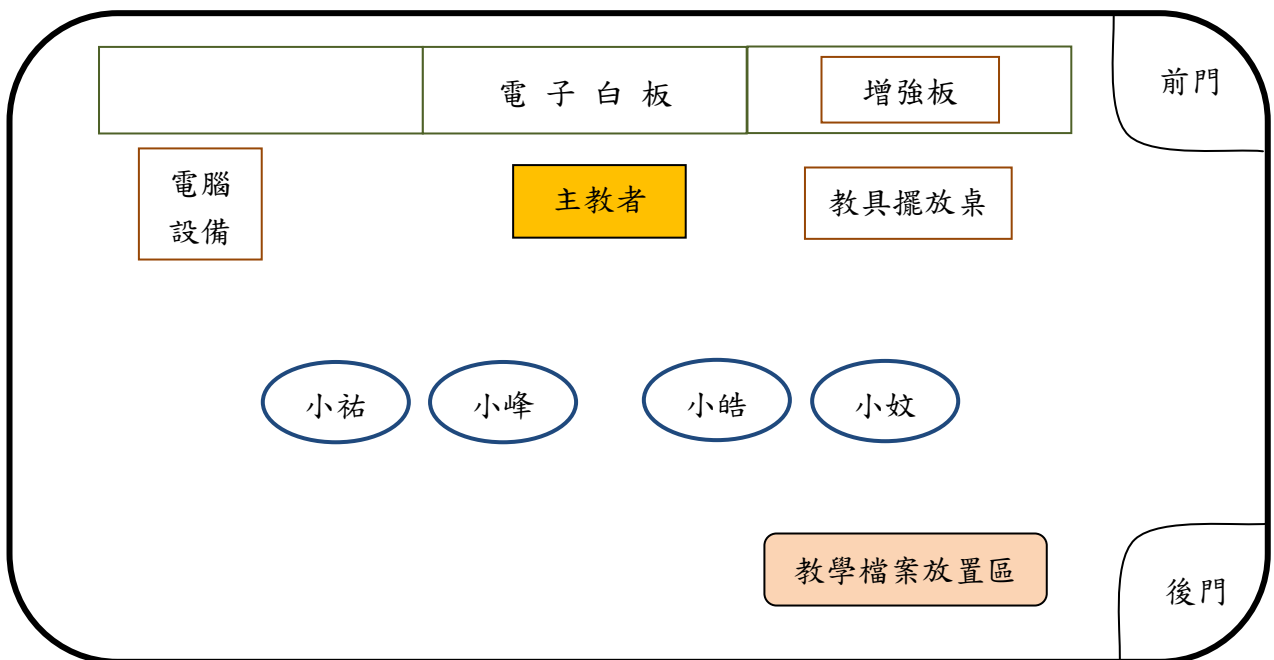 電子白板
增強板
前門
電腦
設備
主教者
教具擺放桌
小祐
小峰
小皓
小妏
教學檔案放置區
後門